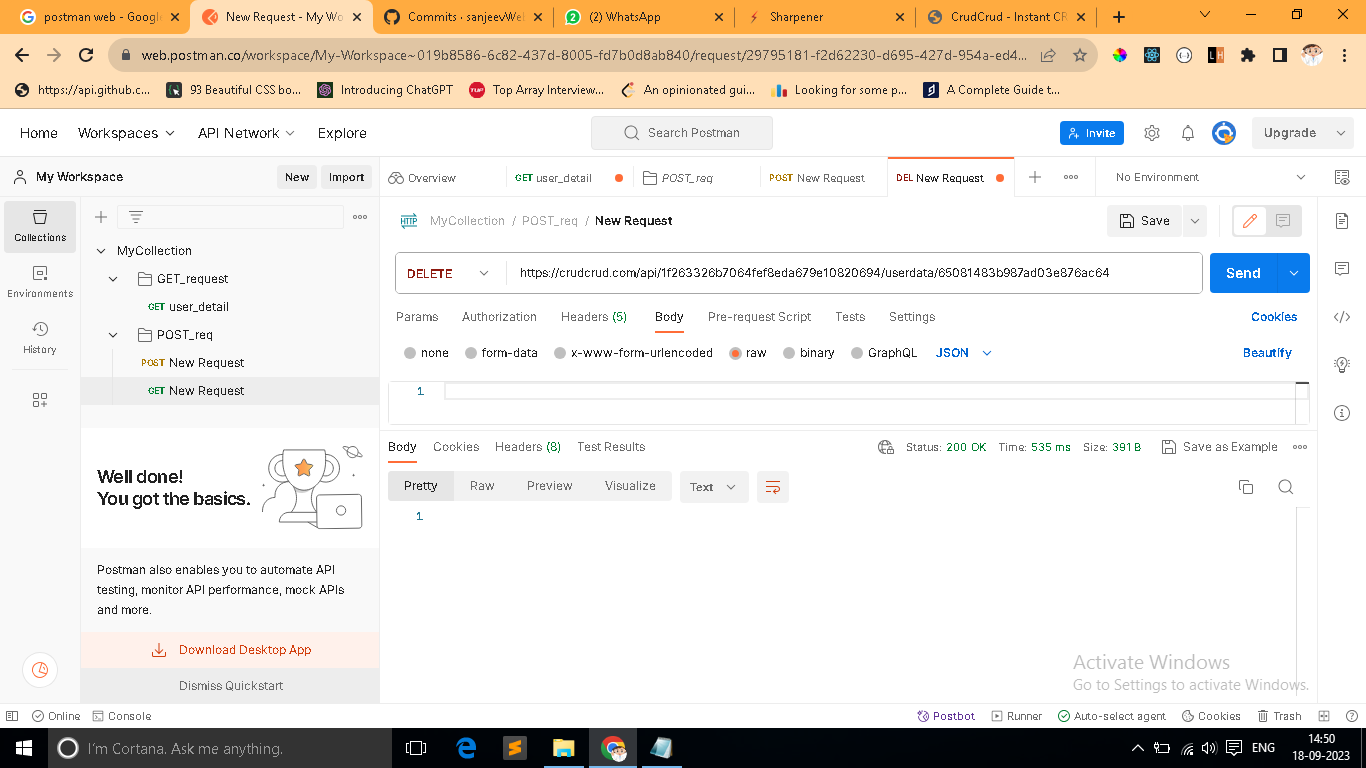 postman web - Google
New Request - My Wo
Commits · sanjeevWeb
(2) WhatsApp
Sharpener
CrudCrud - Instant CR
web.postman.co/workspace/My-Workspace~019b8586-6c82-437d-8005-fd7b0d8ab840/request/29795181-f2d62230-d695-427d-954a-ed4...
https://api.github.c...
93 Beautiful CSS bo...
Introducing ChatGPT
Top Array Interview...
An opinionated gui...
Looking for some p...
A Complete Guide t...
Home Workspaces API Network Explore
Search Postman
Invite
Upgrade
My Workspace
New Import
Overview
GET user_detail
POST_req
POST New Request
DEL New Request
No Environment
Collections
Environments
History
MyCollection
GET_request
GET user_detail
POST_req
POST New Request
GET New Request
HTTP MyCollection / POST_req / New Request
Save
DELETE
https://crudcrud.com/api/1f263326b7064fef8eda679e10820694/userdata/65081483b987ad03e876ac64
Send
Params Authorization Headers (5) Body Pre-request Script Tests Settings
Cookies
none form-data x-www-form-urlencoded raw binary GraphQL JSON
Beautify
1
Body Cookies Headers (8) Test Results
Status: 200 OK Time: 535 ms Size: 391 B
Save as Example
Pretty Raw Preview Visualize
Text
1
Well done!
You got the basics.
Postman also enables you to automate API
testing, monitor API performance, mock APIs
and more.
Download Desktop App
Dismiss Quickstart
Activate Windows
Go to Settings to activate Windows.
Online Console
Postbot Runner Auto-select agent Cookies Trash
I'm Cortana. Ask me anything.
ENG
14:50
18-09-2023